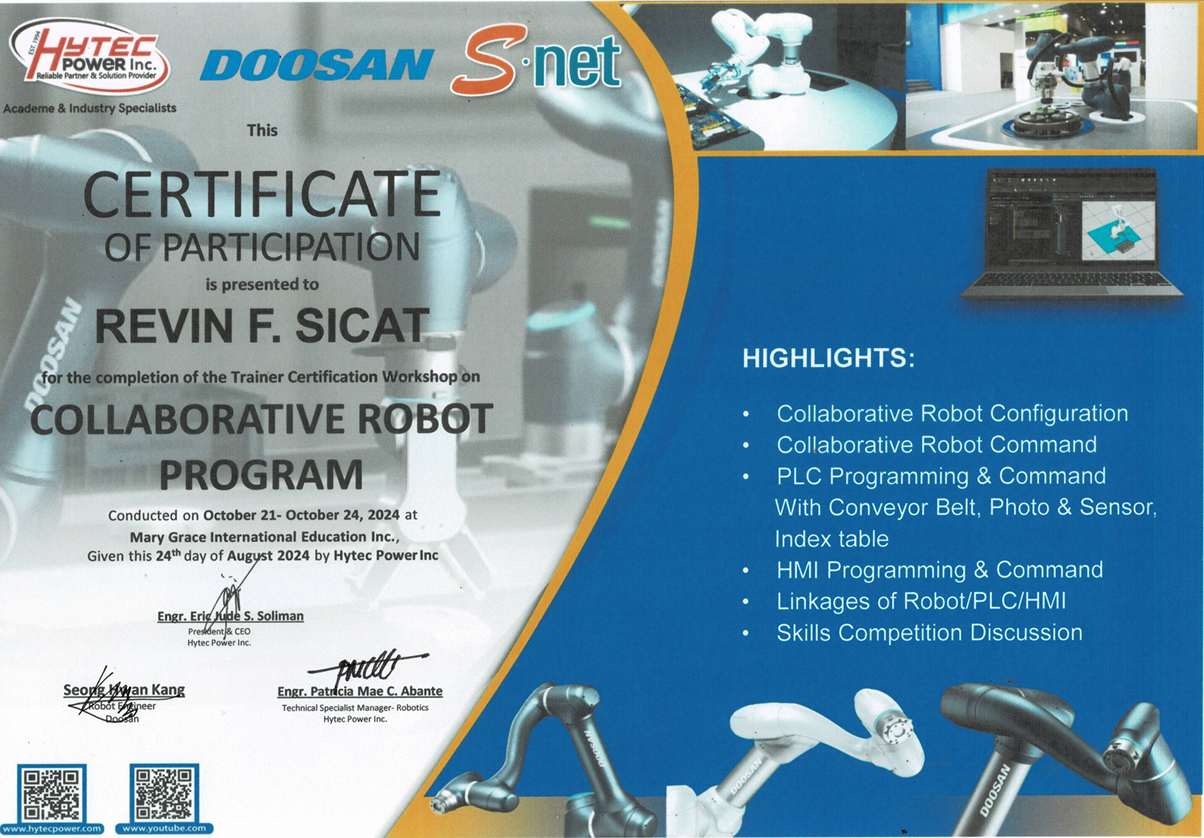 EST. 1994
HYTEC
POWER Inc.
Reliable Partner & Solution Provider
Academe & Industry Specialists
DOOSAN
S·net
This
CERTIFICATE
OF PARTICIPATION
is presented to
REVIN F. SICAT
for the completion of the Trainer Certification Workshop on
COLLABORATIVE ROBOT
PROGRAM
Conducted on October 21- October 24, 2024 at
Mary Grace International Education Inc.,
Given this 24th day of August 2024 by Hytec Power Inc
Engr. Eric Jude S. Soliman
President & CEO
Hytec Power Inc.
Seong Hwan Kang
Robot Engineer
Doosan
Engr. Patricia Mae C. Abante
Technical Specialist Manager- Robotics
Hytec Power Inc.
www.hytecpower.com
www.youtube.com
HIGHLIGHTS:
• Collaborative Robot Configuration
• Collaborative Robot Command
• PLC Programming & Command
With Conveyor Belt, Photo & Sensor,
Index table
• HMI Programming & Command
• Linkages of Robot/PLC/HMI
• Skills Competition Discussion
DOOSAN
DOOSAN
DOOSAN
DOOSAN
DOOSAN